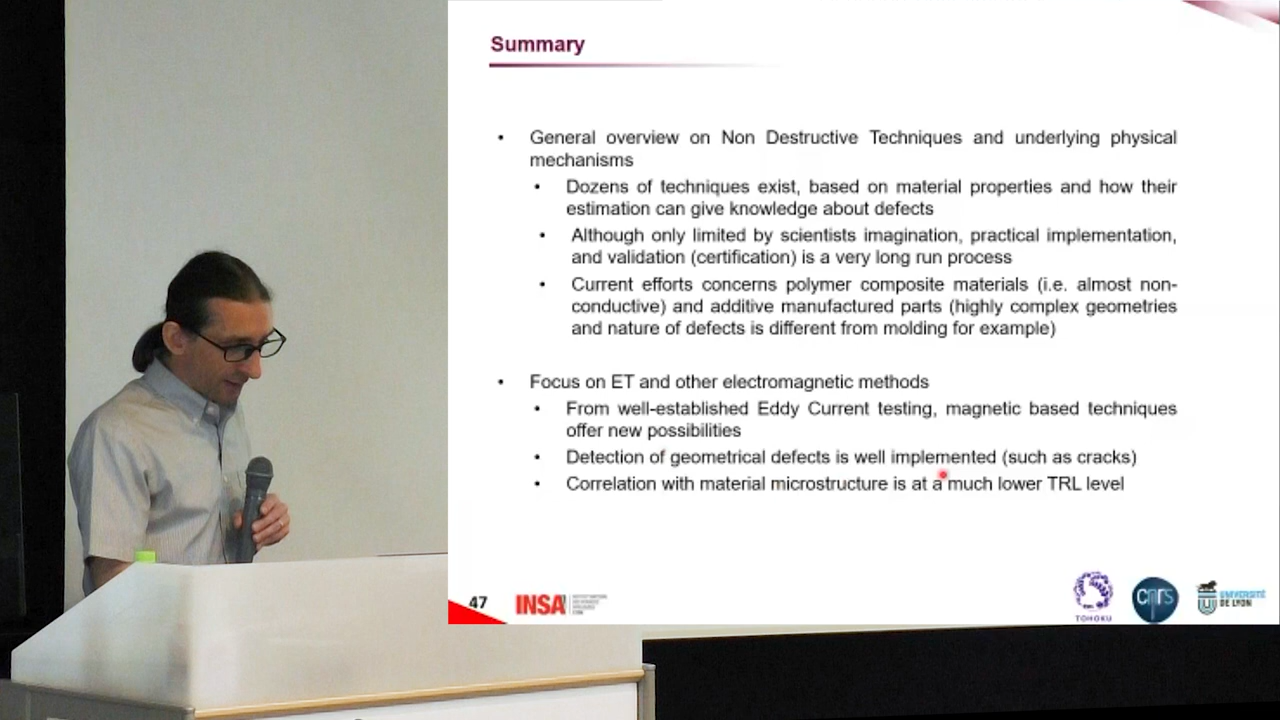 Summary
• General overview on Non Destructive Techniques and underlying physical
mechanisms
• Dozens of techniques exist, based on material properties and how their
estimation can give knowledge about defects
• Although only limited by scientists imagination, practical implementation,
and validation (certification) is a very long run process
• Current efforts concerns polymer composite materials (i.e. almost non-
conductive) and additive manufactured parts (highly complex geometries
and nature of defects is different from molding for example)
• Focus on ET and other electromagnetic methods
• From well-established Eddy Current testing, magnetic based techniques
offer new possibilities
• Detection of geometrical defects is well implemented (such as cracks)
• Correlation with material microstructure is at a much lower TRL level
47
INSA
TOHOKU
cnrs
UNIVERSITÉ
DE LYON